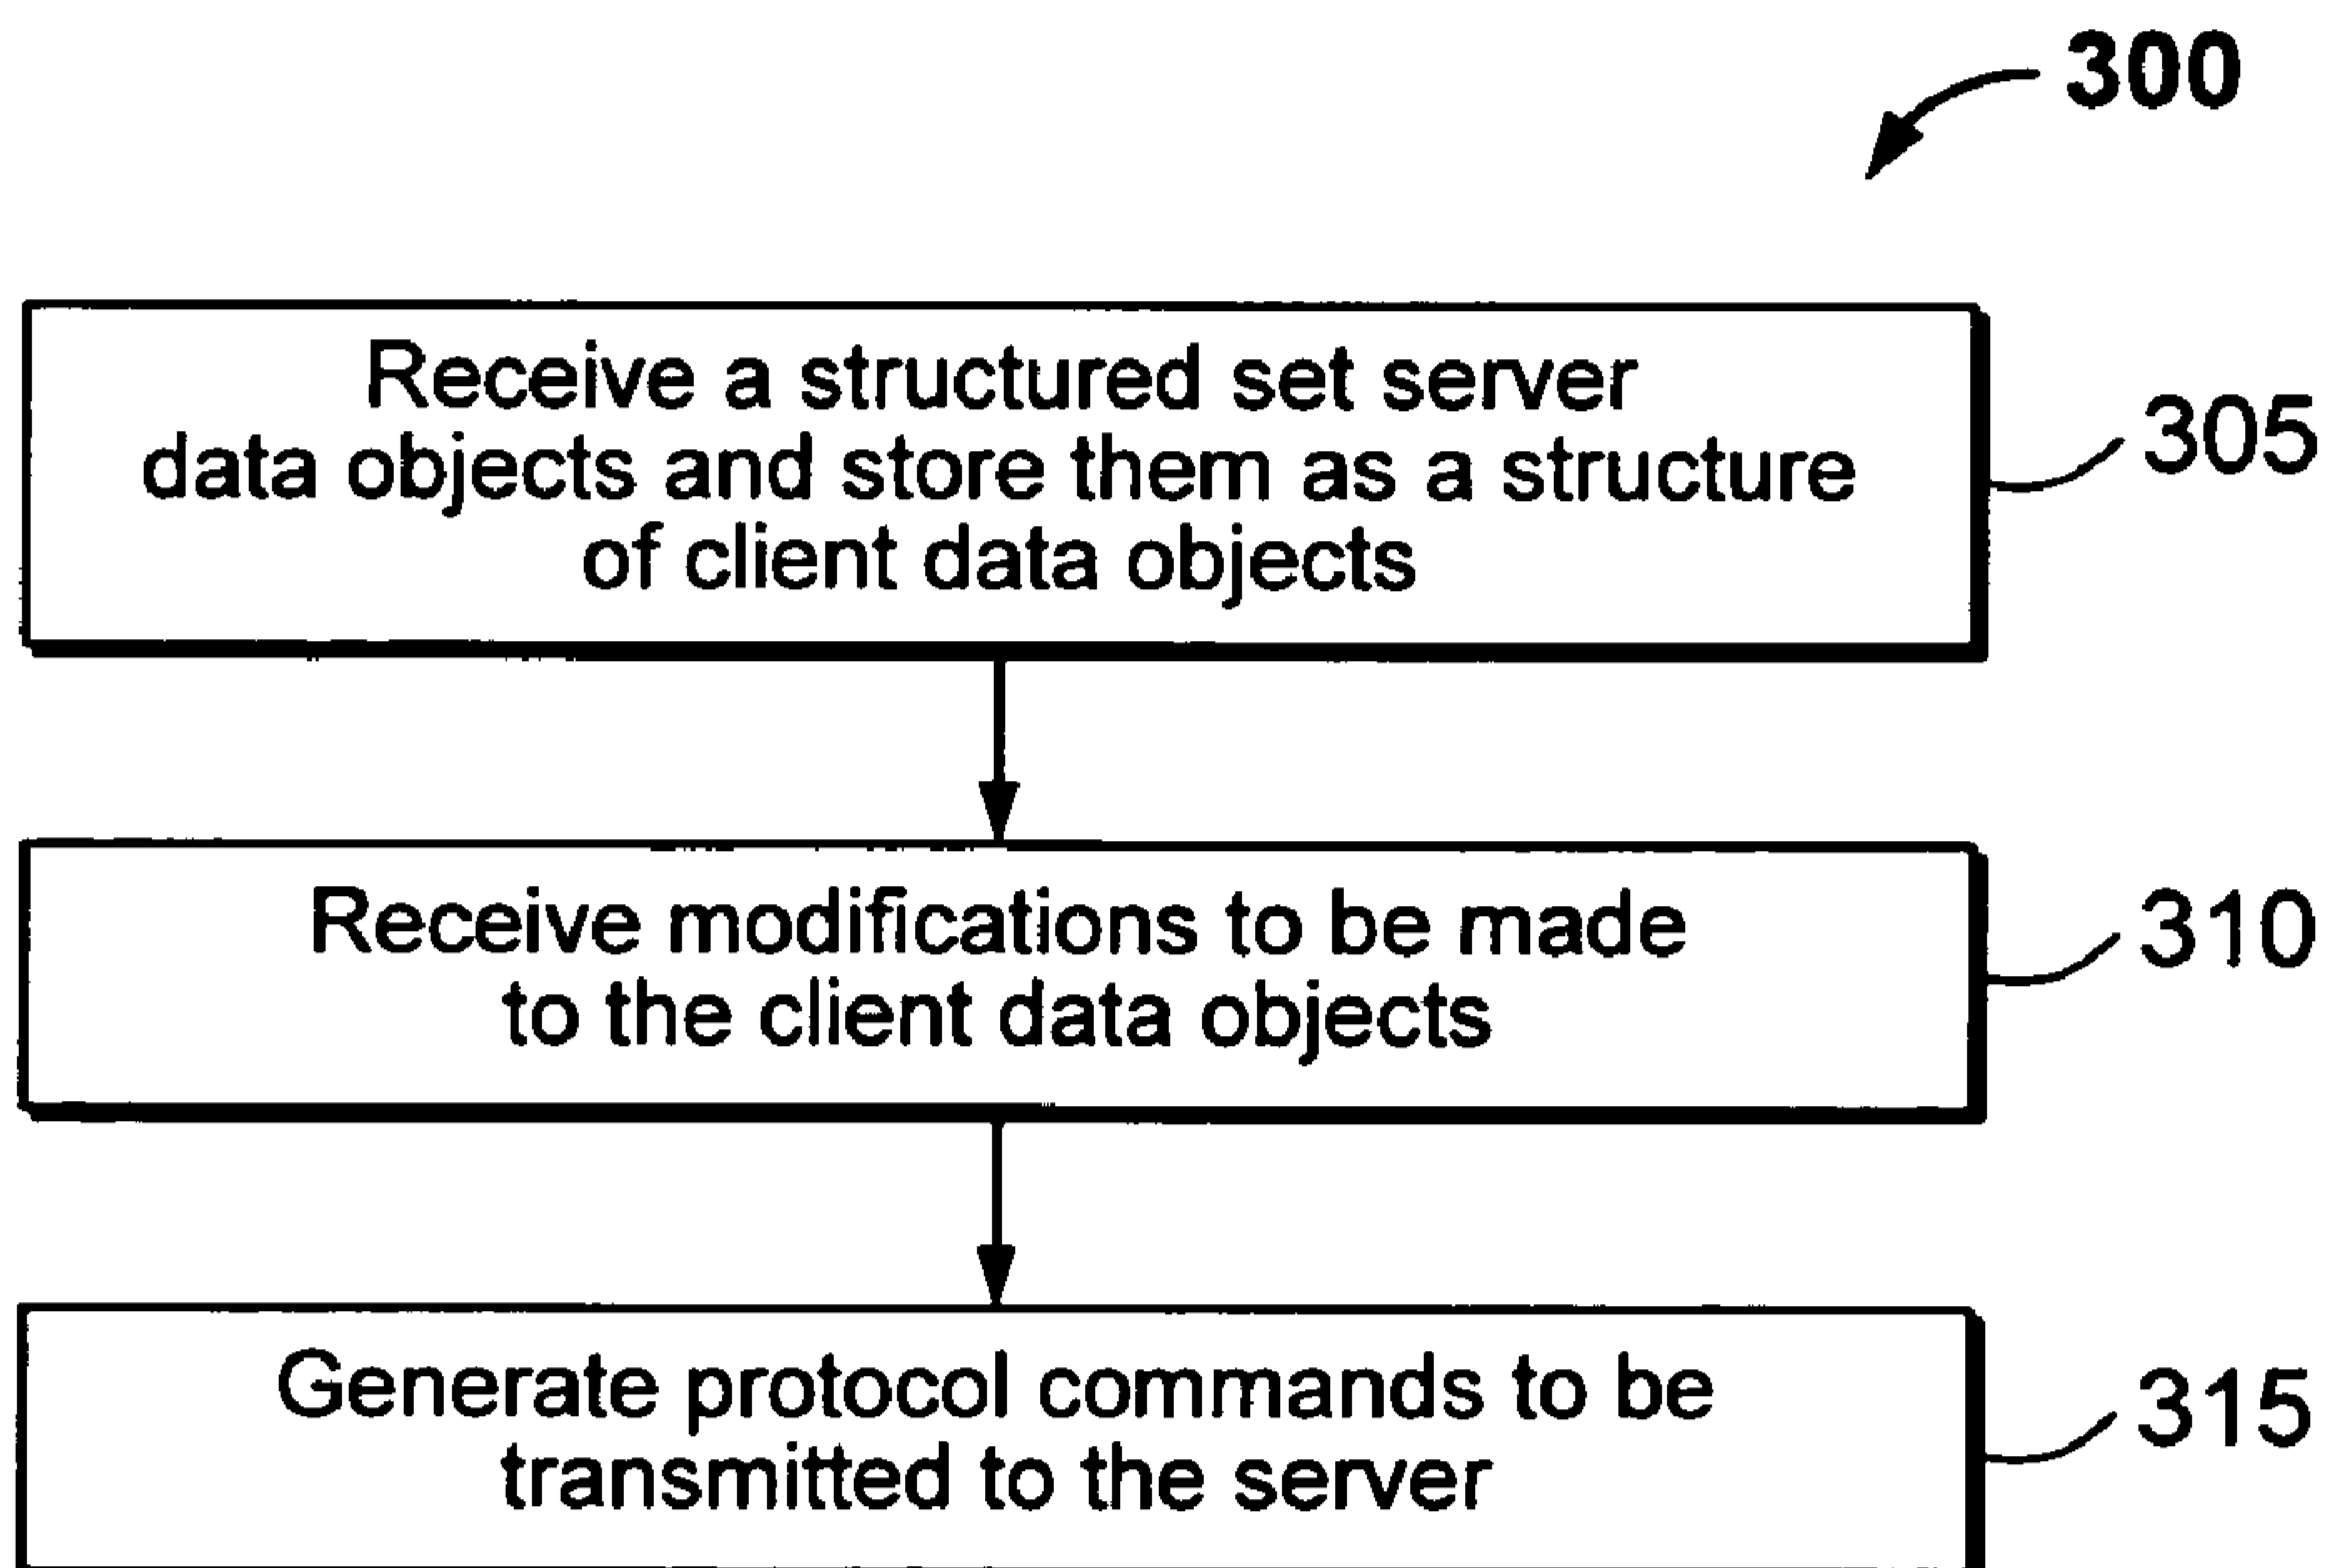 300
Receive a structured set server
data objects and store them as a structure
of client data objects
305
Receive modifications to be made
to the client data objects
310
Generate protocol commands to be
transmitted to the server
315